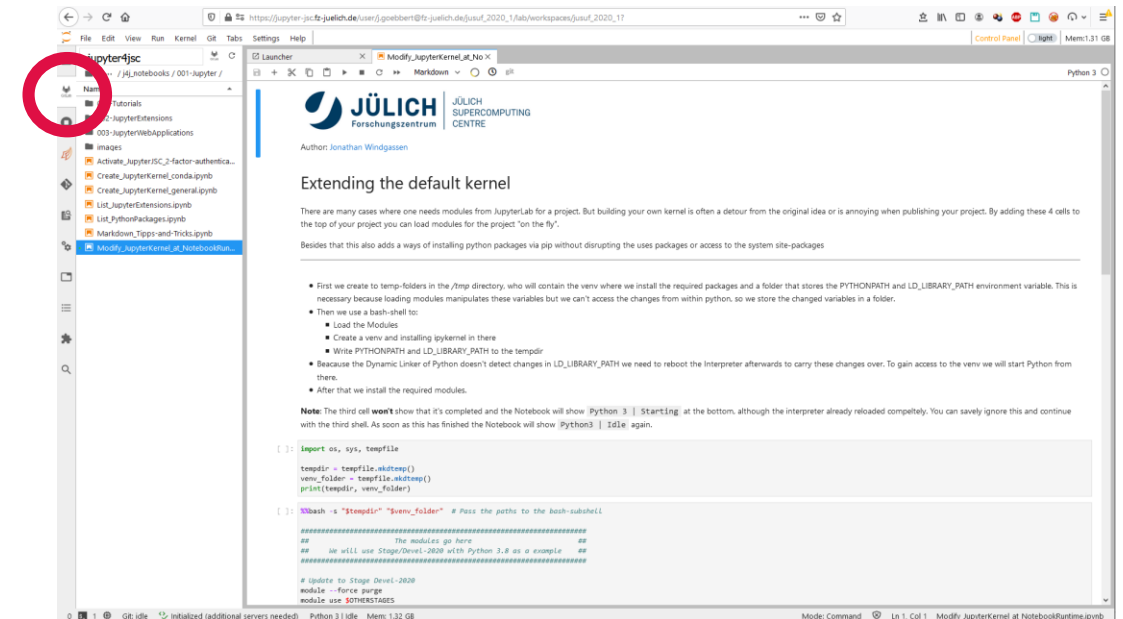 https://jupyter-jsc.fz-juelich.de/user/j.goebbert@fz-juelich.de/jusuf_2020_1/lab/workspaces/jusuf_2020_1?
File Edit View Run Kernel Git Tabs Settings Help
Control Panel light Mem:1.31 GB
jupyter4jsc
/ j4j_notebooks / 001-Jupyter /
Launcher
Modify_JupyterKernel_at_No
Markdown
Python 3
-Tutorials
-JupyterExtensions
003-JupyterWebApplications
images
Activate_JupyterJSC_2-factor-authentica...
Create_JupyterKernel_conda.ipynb
Create_JupyterKernel_general.ipynb
List_JupyterExtensions.ipynb
List_PythonPackages.ipynb
Markdown_Tipps-and-Tricks.ipynb
Modify_JupyterKernel_at_NotebookRun...
JÜLICH
Forschungszentrum
JÜLICH
SUPERCOMPUTING
CENTRE
Author: Jonathan Windgassen
Extending the default kernel
There are many cases where one needs modules from JupyterLab for a project. But building your own kernel is often a detour from the original idea or is annoying when publishing your project. By adding these 4 cells to
the top of your project you can load modules for the project "on the fly".
Besides that this also adds a ways of installing python packages via pip without disrupting the uses packages or access to the system site-packages
First we create to temp-folders in the /tmp directory, who will contain the venv where we install the required packages and a folder that stores the PYTHONPATH and LD_LIBRARY_PATH environment variable. This is
necessary because loading modules manipulates these variables but we can't access the changes from within python, so we store the changed variables in a folder.
Then we use a bash-shell to:
Load the Modules
Create a venv and installing ipykernel in there
Write PYTHONPATH and LD_LIBRARY_PATH to the tempdir
Beacause the Dynamic Linker of Python doesn't detect changes in LD_LIBRARY_PATH we need to reboot the Interpreter afterwards to carry these changes over. To gain access to the venv we will start Python from
there.
After that we install the required modules.
Note: The third cell won't show that it's completed and the Notebook will show Python 3 | Starting at the bottom, although the interpreter already reloaded compeltely. You can savely ignore this and continue
with the third shell. As soon as this has finished the Notebook will show Python3 | Idle again.
[ ]: import os, sys, tempfile
tempdir = tempfile.mkdtemp()
venv_folder = tempfile.mkdtemp()
print(tempdir, venv_folder)
[ ]: %%bash -s "$tempdir" "$venv_folder" # Pass the paths to the bash-subshell
######################################################################
## The modules go here ##
## We will use Stage/Devel-2020 with Python 3.8 as a example ##
######################################################################
# Update to Stage Devel-2020
module --force purge
module use $OTHERSTAGES
0 1 Git: idle Initialized (additional servers needed) Python 3 | Idle Mem: 1.32 GB
Mode: Command Ln 1, Col 1 Modify_JupyterKernel_at_NotebookRuntime.ipynb